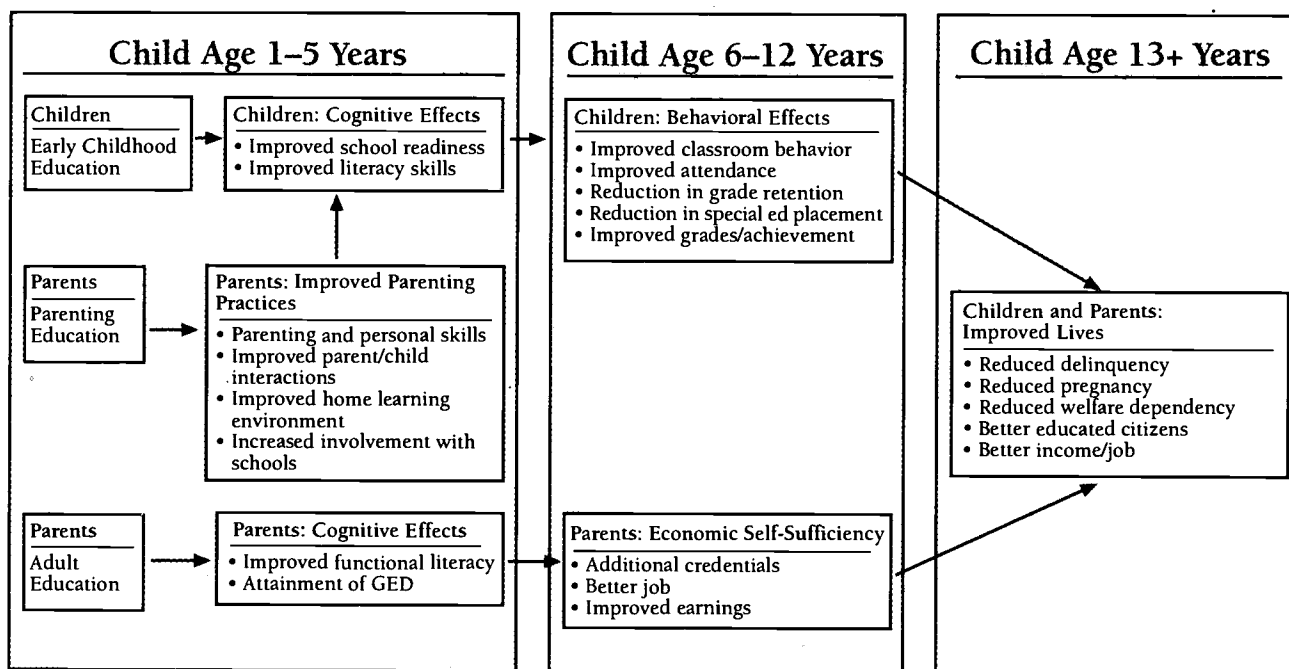 Child Age 1–5 Years
Children
Early Childhood
Education
Children: Cognitive Effects
• Improved school readiness
• Improved literacy skills
Parents
Parenting
Education
Parents: Improved Parenting
Practices
• Parenting and personal skills
• Improved parent/child
interactions
• Improved home learning
environment
• Increased involvement with
schools
Parents
Adult
Education
Parents: Cognitive Effects
• Improved functional literacy
• Attainment of GED
Child Age 6–12 Years
Children: Behavioral Effects
• Improved classroom behavior
• Improved attendance
• Reduction in grade retention
• Reduction in special ed placement
• Improved grades/achievement
Parents: Economic Self-Sufficiency
• Additional credentials
• Better job
• Improved earnings
Child Age 13+ Years
Children and Parents:
Improved Lives
• Reduced delinquency
• Reduced pregnancy
• Reduced welfare dependency
• Better educated citizens
• Better income/job